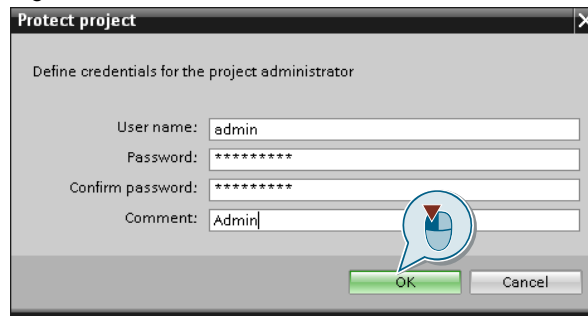 Protect project
Define credentials for the project administrator
User name: admin
Password: *********
Confirm password: *********
Comment: Admin
OK Cancel